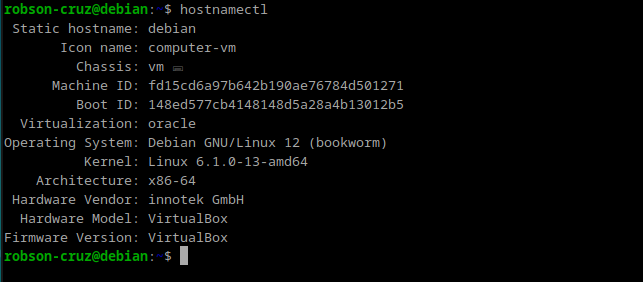 robson-cruz@debian:~$ hostnamectl
Static hostname: debian
Icon name: computer-vm
Chassis: vm 🖴
Machine ID: fd15cd6a97b642b190ae76784d501271
Boot ID: 148ed577cb4148148d5a28a4b13012b5
Virtualization: oracle
Operating System: Debian GNU/Linux 12 (bookworm)
Kernel: Linux 6.1.0-13-amd64
Architecture: x86-64
Hardware Vendor: innotek GmbH
Hardware Model: VirtualBox
Firmware Version: VirtualBox
robson-cruz@debian:~$